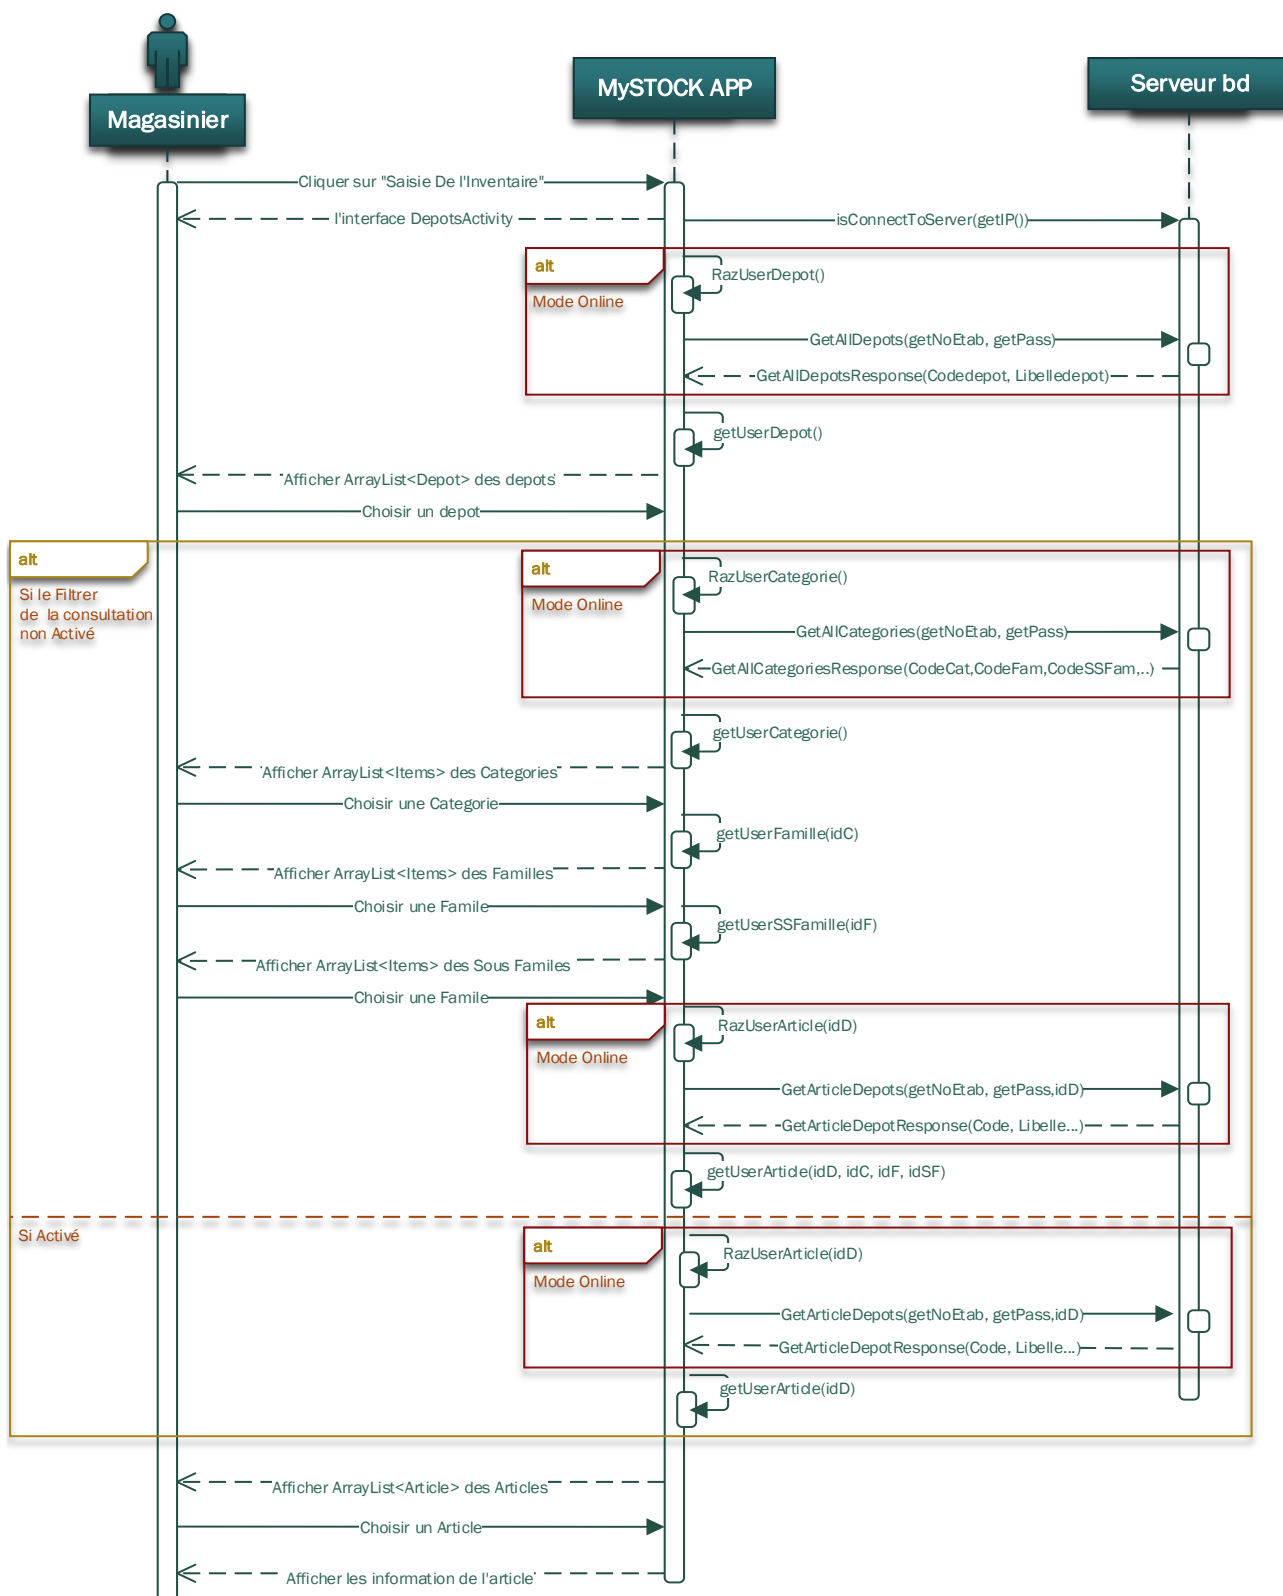 Magasinier
MySTOCK APP
Serveur bd
Cliquer sur "Saisie De l'Inventaire"
l'interface DepotsActivity
isConnectToServer(getIP())
alt
Mode Online
RazUserDepot()
GetAllDepots(getNoEtab, getPass)
GetAllDepotsResponse(Codedepot, Libelledepot)
getUserDepot()
Afficher ArrayList<Depot> des depots
Choisir un depot
alt
Si le Filtrer
de la consultation
non Activé
alt
Mode Online
RazUserCategorie()
GetAllCategories(getNoEtab, getPass)
GetAllCategoriesResponse(CodeCat,CodeFam,CodeSSFam,..)
getUserCategorie()
Afficher ArrayList<Items> des Categories
Choisir une Categorie
getUserFamille(idC)
Afficher ArrayList<Items> des Familles
Choisir une Famile
getUserSSFamille(idF)
Afficher ArrayList<Items> des Sous Familes
Choisir une Famile
alt
Mode Online
RazUserArticle(idD)
GetArticleDepots(getNoEtab, getPass,idD)
GetArticleDepotResponse(Code, Libelle...)
getUserArticle(idD, idC, idF, idSF)
Si Activé
alt
Mode Online
RazUserArticle(idD)
GetArticleDepots(getNoEtab, getPass,idD)
GetArticleDepotResponse(Code, Libelle...)
getUserArticle(idD)
Afficher ArrayList<Article> des Articles
Choisir un Article
Afficher les information de l'article